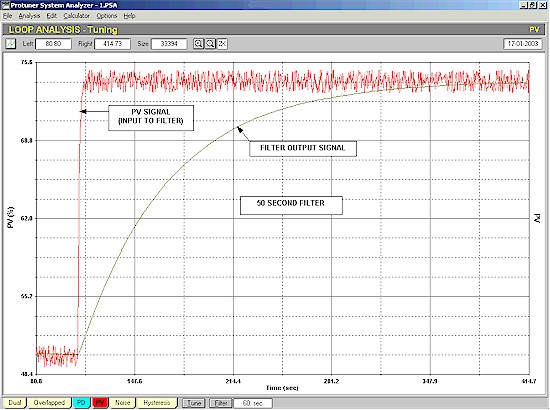 Protuner System Analyzer - 1.PSA
File Analysis Edit Calculator Options Help
LOOP ANALYSIS - Tuning PV
Left 80.80 Right 414.73 Size 33394 2X 17-01-2003
75.6
PV SIGNAL
(INPUT TO FILTER)
68.8
FILTER OUTPUT SIGNAL
50 SECOND FILTER
PV (%) 62.0 PV (%)
55.2
48.4
80.8 147.6 214.4 281.2 347.9 414.7
Time (sec)
Dual Overlapped PD PV Noise Hysteresis Tune Filter 60. sec